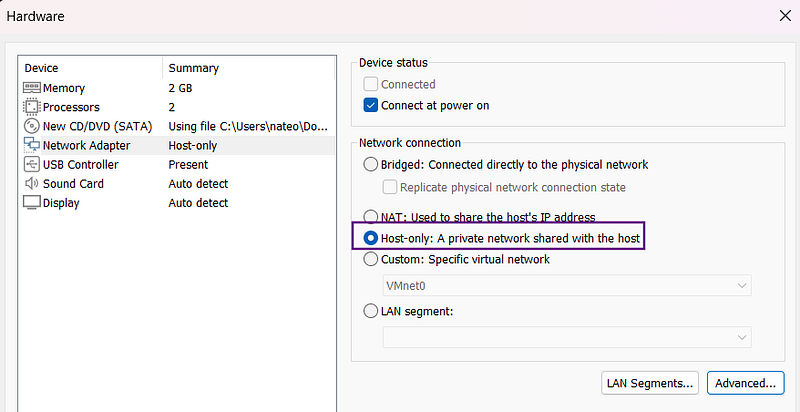 Hardware
Device Summary
Memory 2 GB
Processors 2
New CD/DVD (SATA) Using file C:\Users\nateo\Do...
Network Adapter Host-only
USB Controller Present
Sound Card Auto detect
Display Auto detect
Device status
Connected
Connect at power on
Network connection
Bridged: Connected directly to the physical network
Replicate physical network connection state
NAT: Used to share the host's IP address
Host-only: A private network shared with the host
Custom: Specific virtual network
VMnet0
LAN segment:
LAN Segments... Advanced...